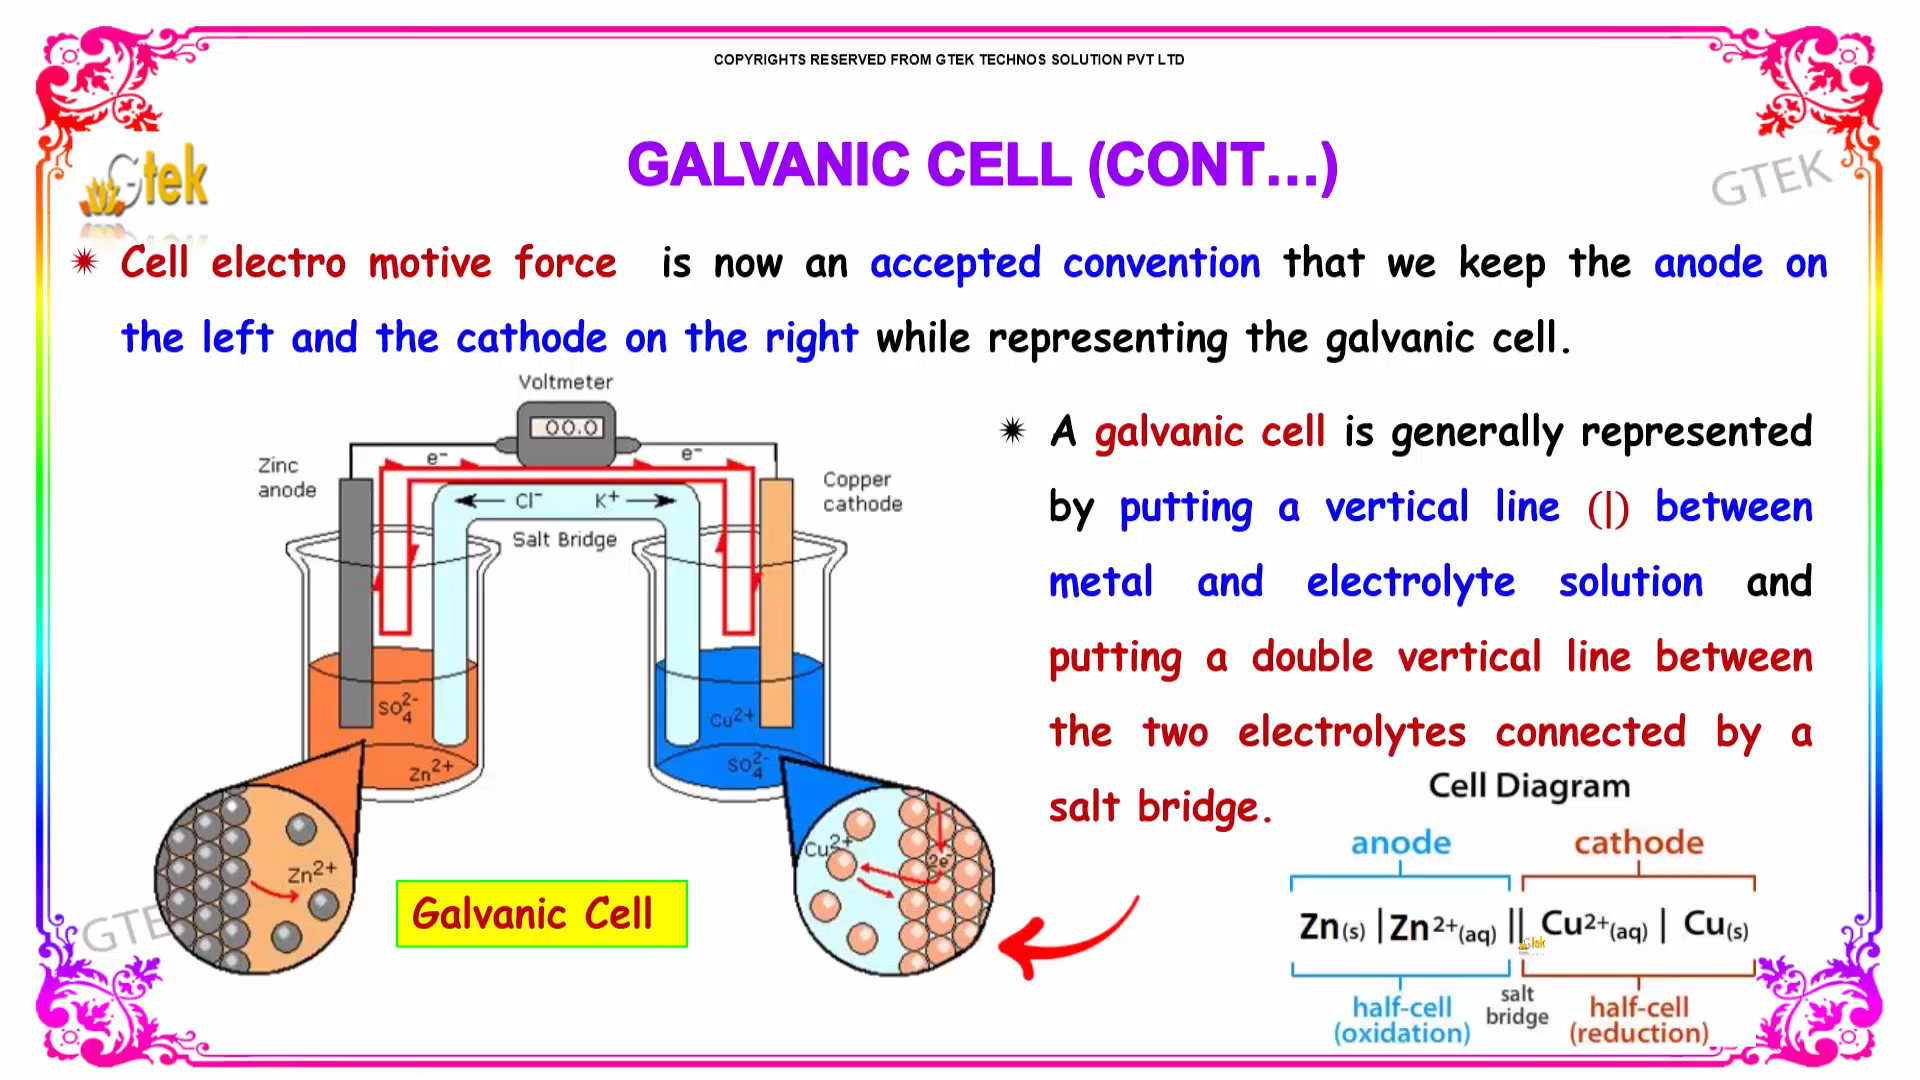 COPYRIGHTS RESERVED FROM GTEK TECHNOS SOLUTION PVT LTD
Gtek
GTEK
GALVANIC CELL (CONT...)
Cell electro motive force is now an accepted convention that we keep the anode on
the left and the cathode on the right while representing the galvanic cell.
Voltmeter
00.0
e⁻
e⁻
Zinc
anode
Copper
cathode
Cl⁻
K⁺
Salt Bridge
SO₄²⁻
Zn²⁺
Cu²⁺
SO₄²⁻
Zn²⁺
Cu²⁺
2e⁻
Galvanic Cell
GTEK
A galvanic cell is generally represented
by putting a vertical line (|) between
metal and electrolyte solution and
putting a double vertical line between
the two electrolytes connected by a
salt bridge.
Cell Diagram
anode
cathode
Zn(s) | Zn²⁺(aq) || Cu²⁺(aq) | Cu(s)
Gtek
half-cell
(oxidation)
salt
bridge
half-cell
(reduction)